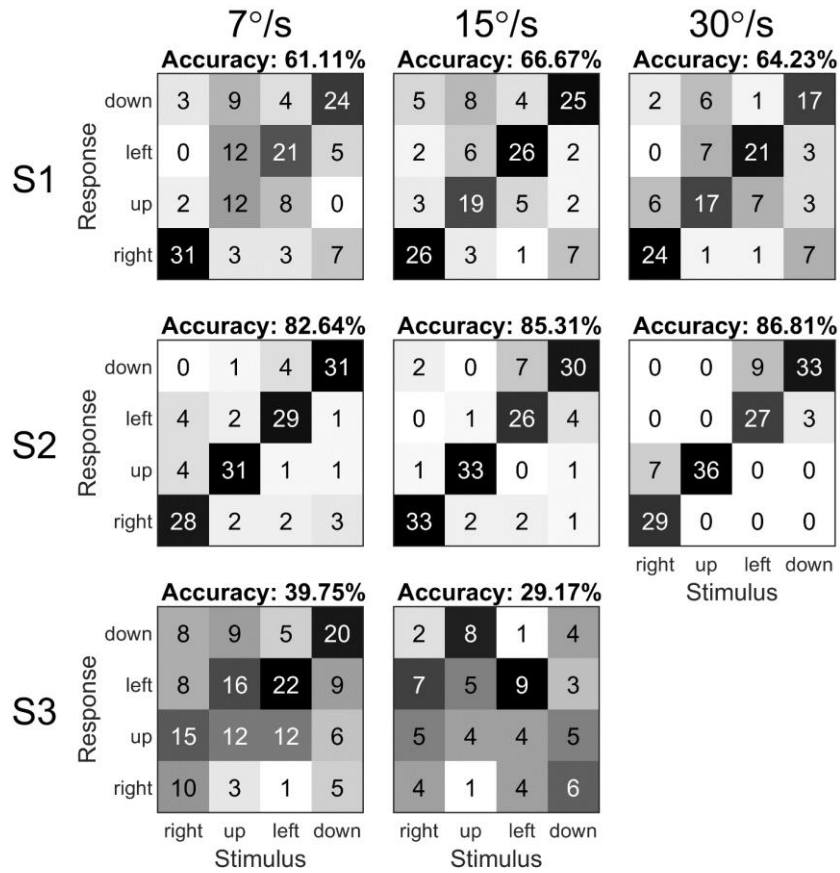 7°/s 15°/s 30°/s
Accuracy: 61.11% Accuracy: 66.67% Accuracy: 64.23%
S1
Response
down 3 9 4 24 5 8 4 25 2 6 1 17
left 0 12 21 5 2 6 26 2 0 7 21 3
up 2 12 8 0 3 19 5 2 6 17 7 3
right 31 3 3 7 26 3 1 7 24 1 1 7
Accuracy: 82.64% Accuracy: 85.31% Accuracy: 86.81%
S2
Response
down 0 1 4 31 2 0 7 30 0 0 9 33
left 4 2 29 1 0 1 26 4 0 0 27 3
up 4 31 1 1 1 33 0 1 7 36 0 0
right 28 2 2 3 33 2 2 1 29 0 0 0
right up left down
Stimulus
Accuracy: 39.75% Accuracy: 29.17%
S3
Response
down 8 9 5 20 2 8 1 4
left 8 16 22 9 7 5 9 3
up 15 12 12 6 5 4 4 5
right 10 3 1 5 4 1 4 6
right up left down right up left down
Stimulus Stimulus